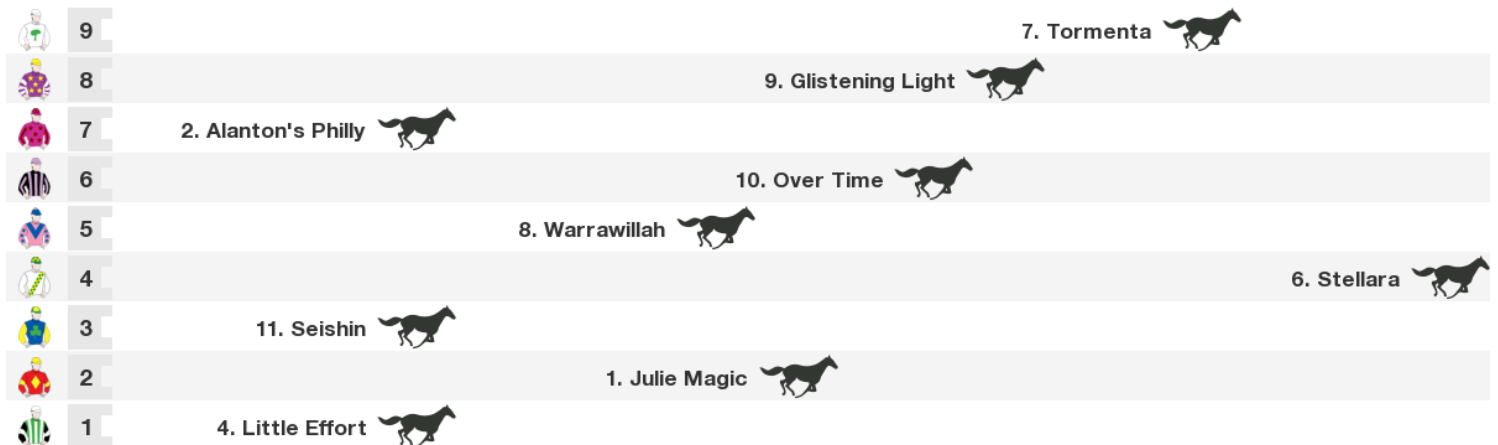 9 7. Tormenta
8 9. Glistening Light
7 2. Alanton's Philly
6 10. Over Time
5 8. Warrawillah
4 6. Stellara
3 11. Seishin
2 1. Julie Magic
1 4. Little Effort